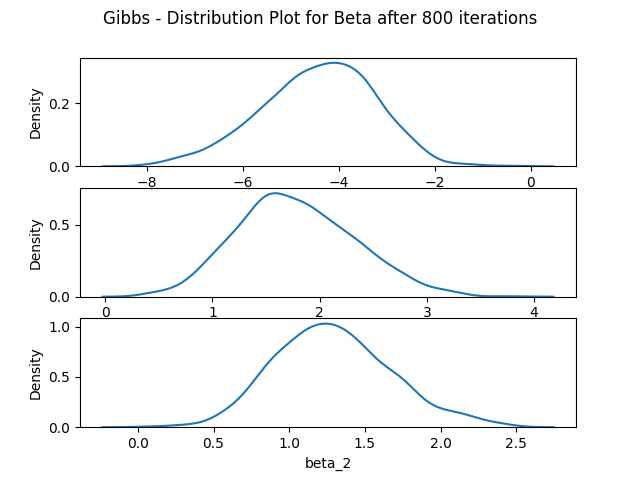 Gibbs - Distribution Plot for Beta after 800 iterations
Density
0.2
0.0
−8 −6 −4 −2 0
Density
0.5
0.0
0 1 2 3 4
Density
1.0
0.5
0.0
0.0 0.5 1.0 1.5 2.0 2.5
beta_2